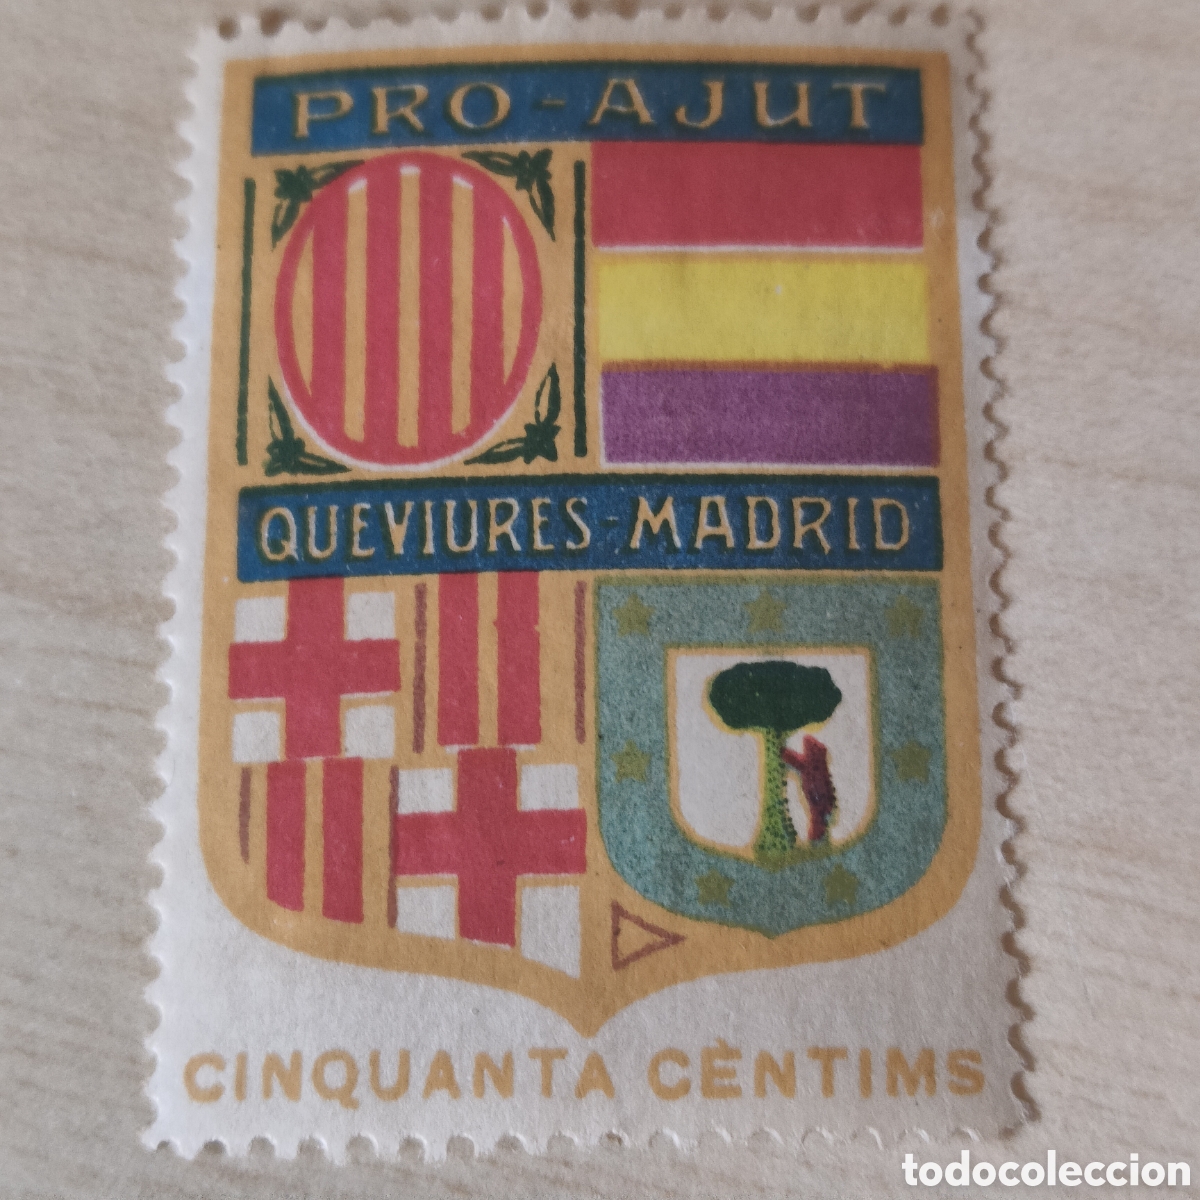 PRO-AJUT
QUEVIURES-MADRID
CINQUANTA CÈNTIMS
todocoleccion